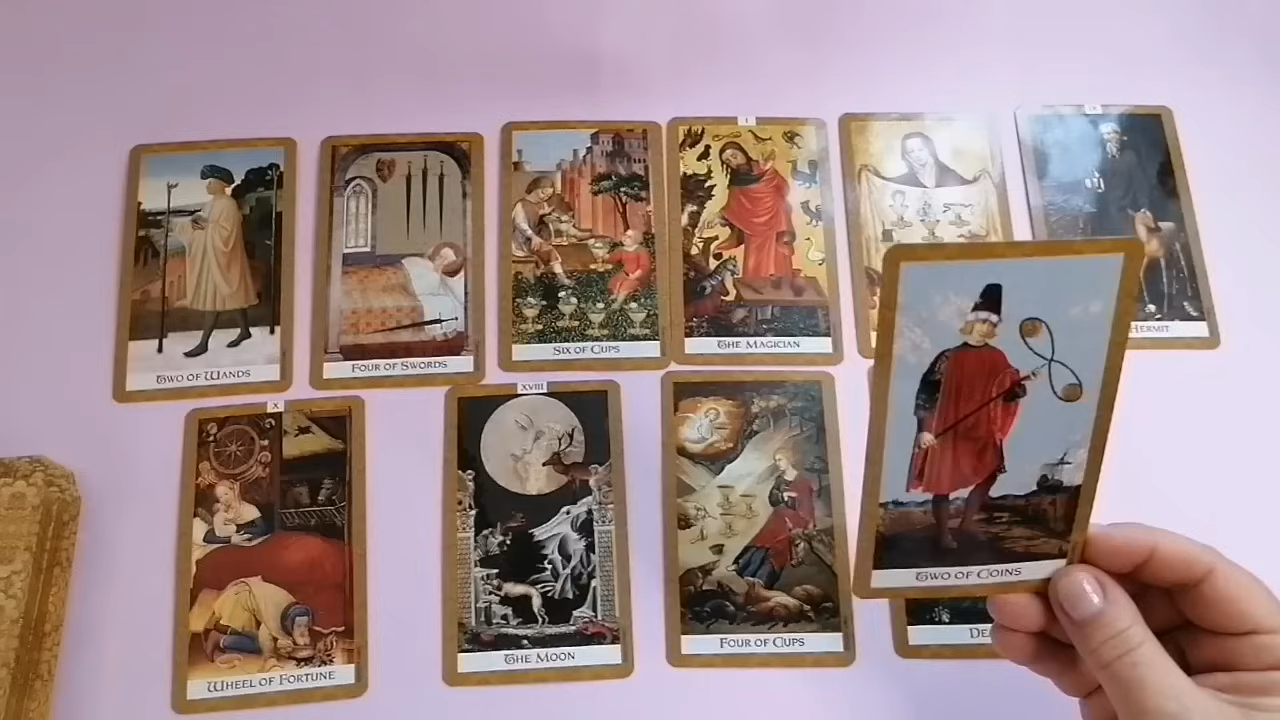 TWO OF WANDS
FOUR OF SWORDS
SIX OF CUPS
I
THE MAGICIAN
IX
HERMIT
X
WHEEL OF FORTUNE
XVIII
THE MOON
FOUR OF CUPS
TWO OF COINS